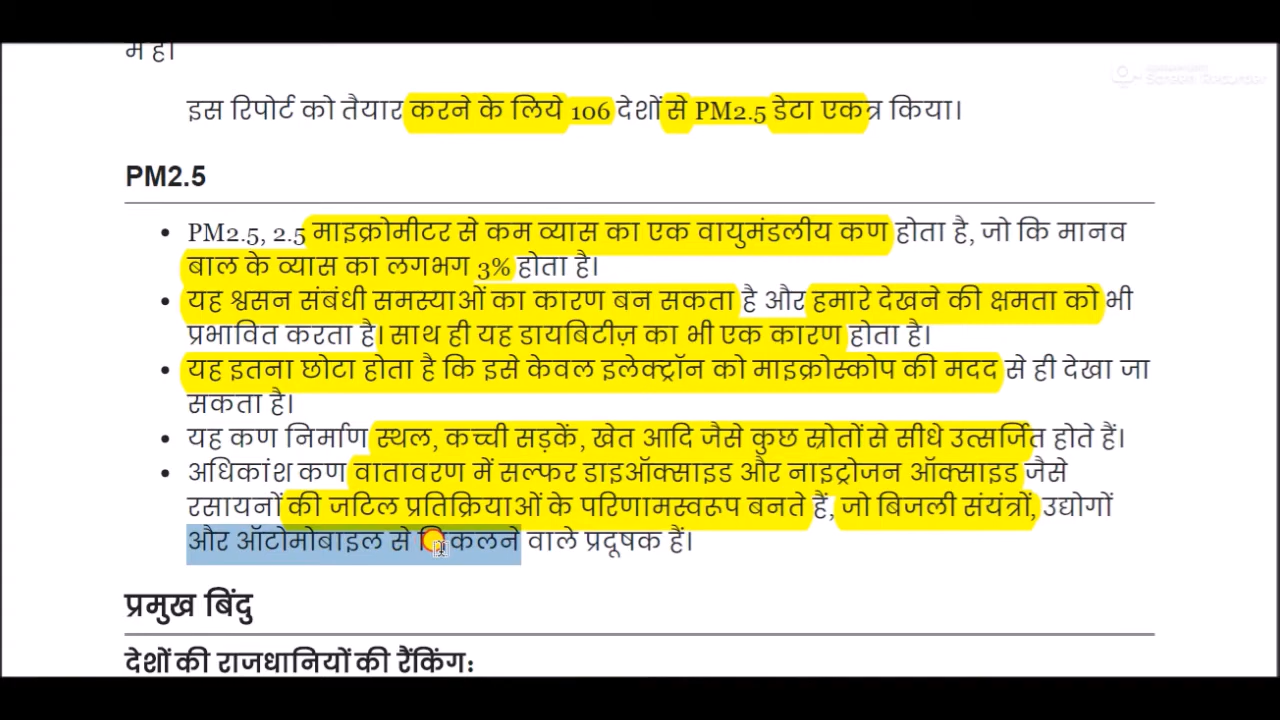 में है।
Screen Recorder
इस रिपोर्ट को तैयार करने के लिये 106 देशों से PM2.5 डेटा एकत्र किया।
PM2.5
• PM2.5, 2.5 माइक्रोमीटर से कम व्यास का एक वायुमंडलीय कण होता है, जो कि मानव
बाल के व्यास का लगभग 3% होता है।
• यह श्वसन संबंधी समस्याओं का कारण बन सकता है और हमारे देखने की क्षमता को भी
प्रभावित करता है। साथ ही यह डायबिटीज़ का भी एक कारण होता है।
• यह इतना छोटा होता है कि इसे केवल इलेक्ट्रॉन को माइक्रोस्कोप की मदद से ही देखा जा
सकता है।
• यह कण निर्माण स्थल, कच्ची सड़कें, खेत आदि जैसे कुछ स्रोतों से सीधे उत्सर्जित होते हैं।
• अधिकांश कण वातावरण में सल्फर डाइऑक्साइड और नाइट्रोजन ऑक्साइड जैसे
रसायनों की जटिल प्रतिक्रियाओं के परिणामस्वरूप बनते हैं, जो बिजली संयंत्रों, उद्योगों
और ऑटोमोबाइल से निकलने वाले प्रदूषक हैं।
प्रमुख बिंदु
देशों की राजधानियों की रैंकिंग: